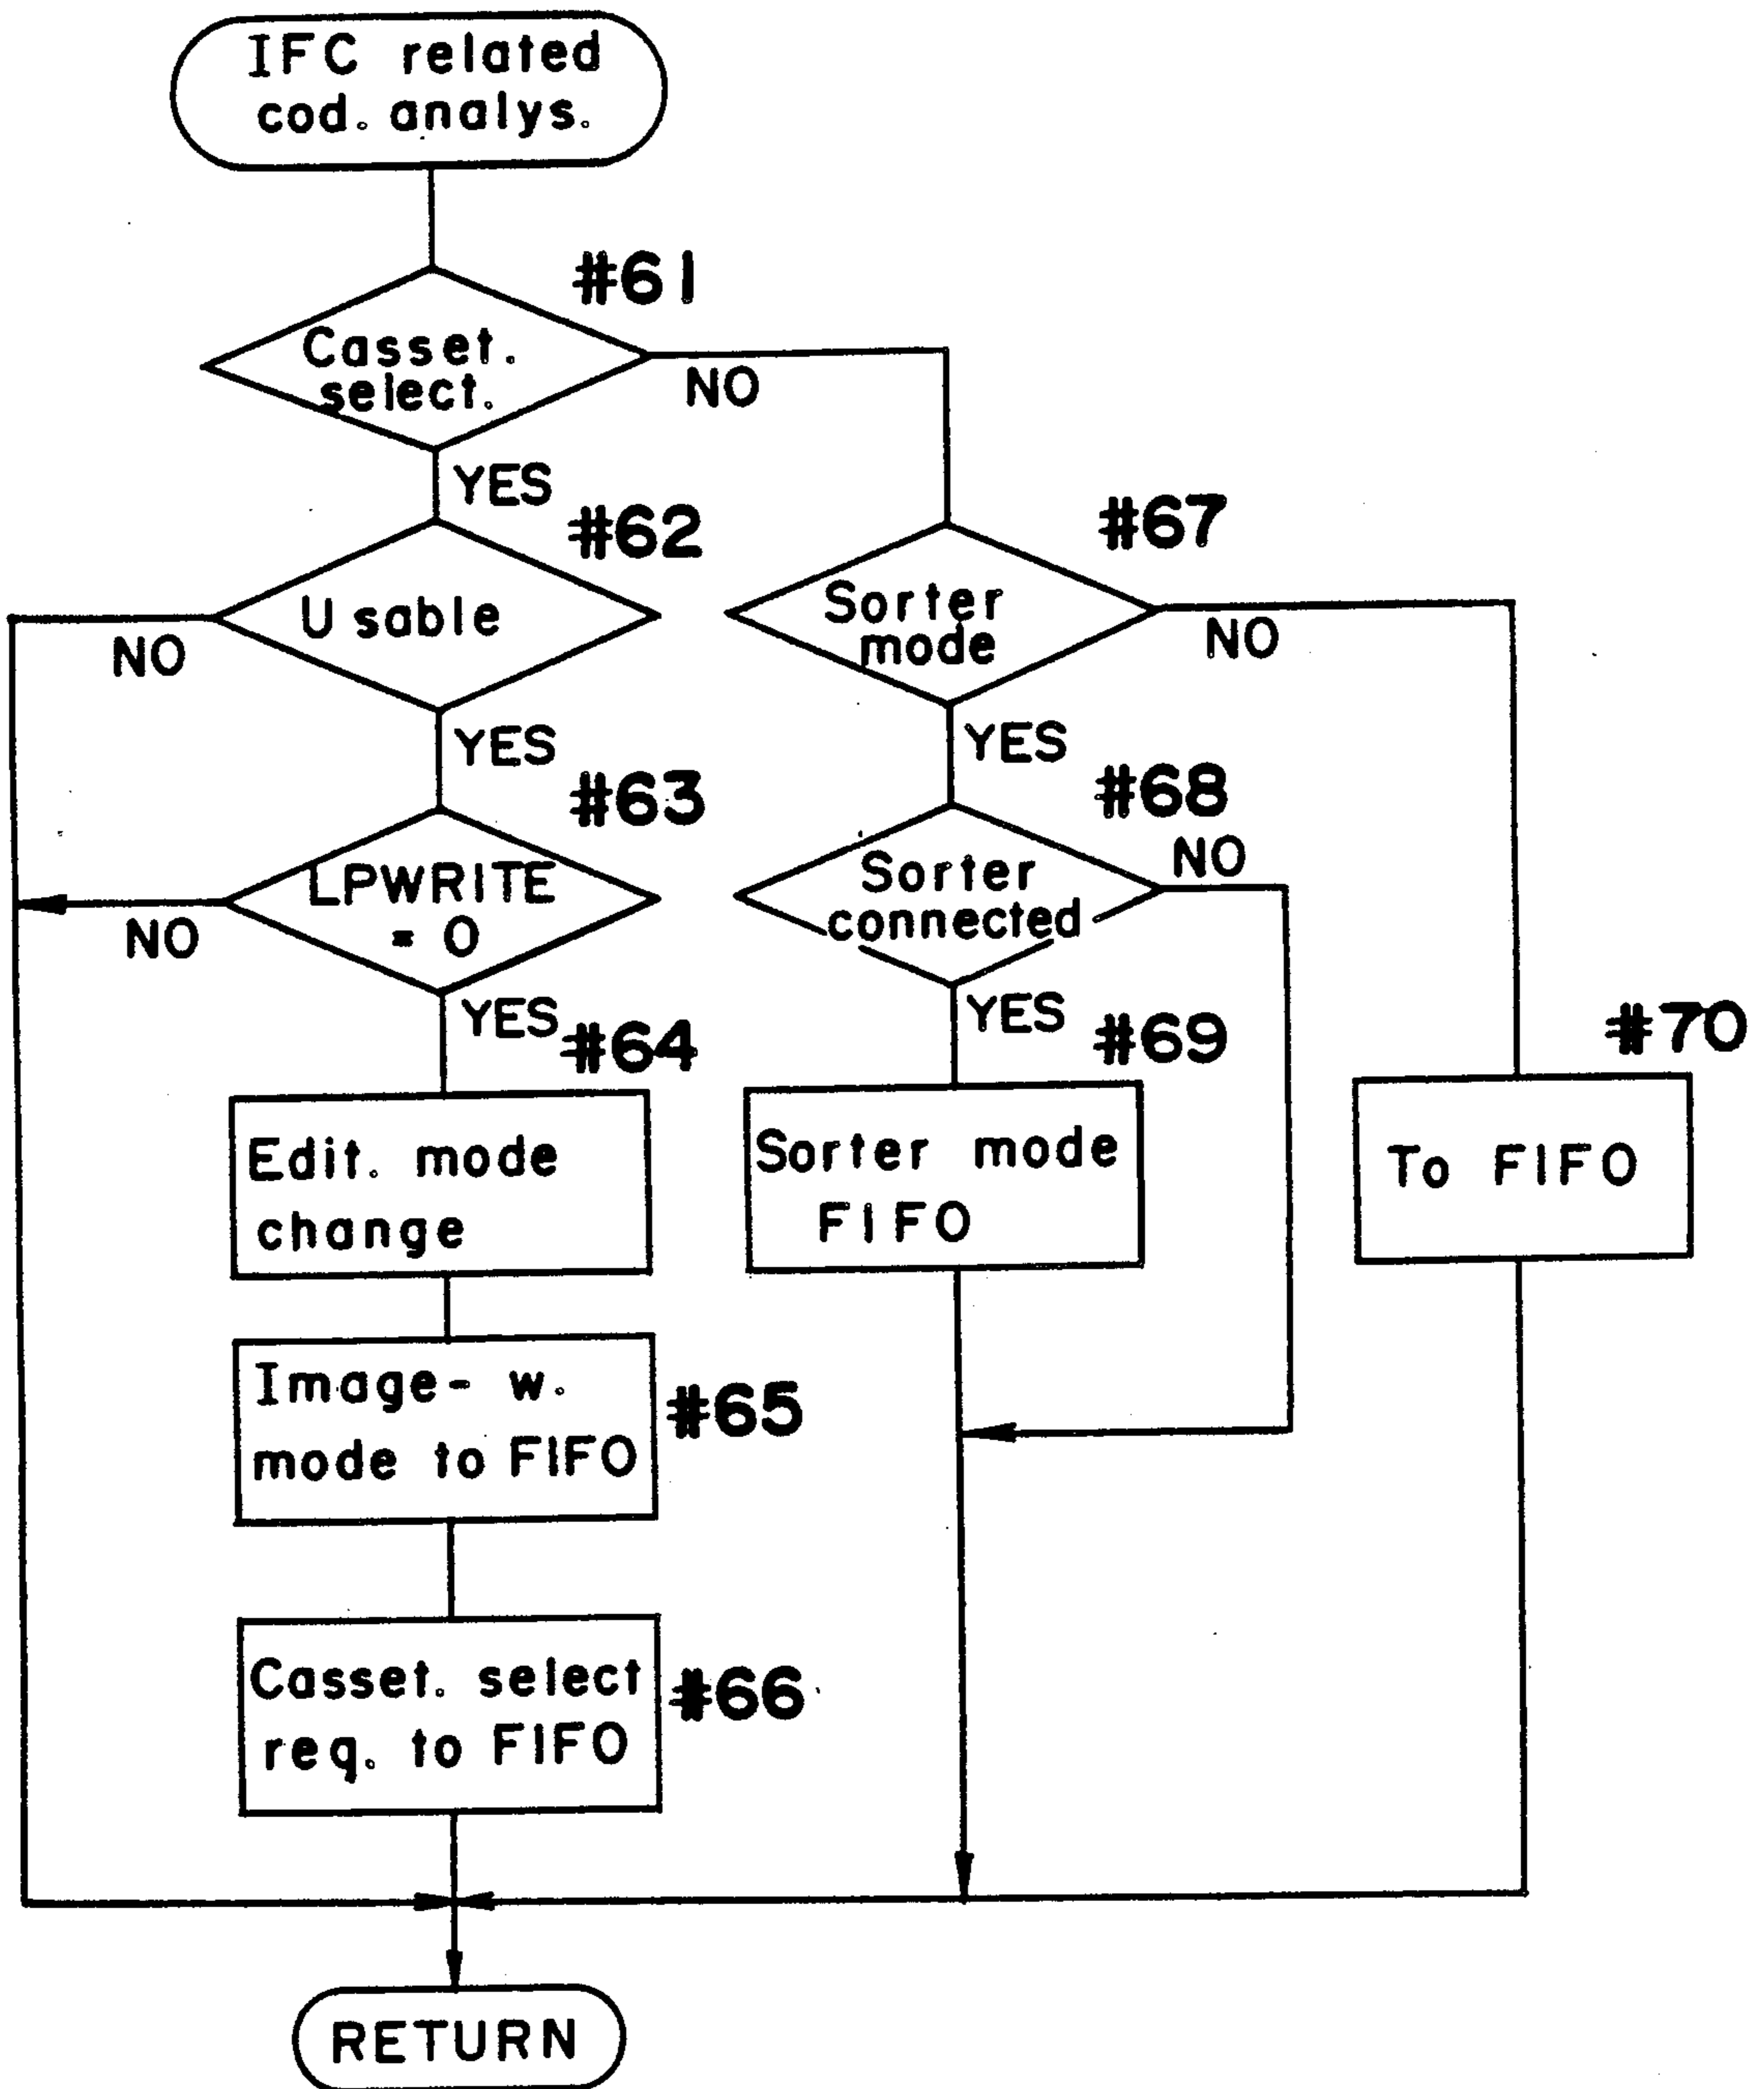 IFC related
cod. analys.
#61
Casset.
select.
NO
YES
#62
Usable
NO
YES
#67
Sorter
mode
NO
YES
#63
LPWRITE
= 0
NO
YES
#68
Sorter
connected
NO
YES
#64
Edit. mode
change
#69
Sorter mode
FIFO
#70
To FIFO
Image- w.
mode to FIFO
#65
Casset. select
req. to FIFO
#66
RETURN